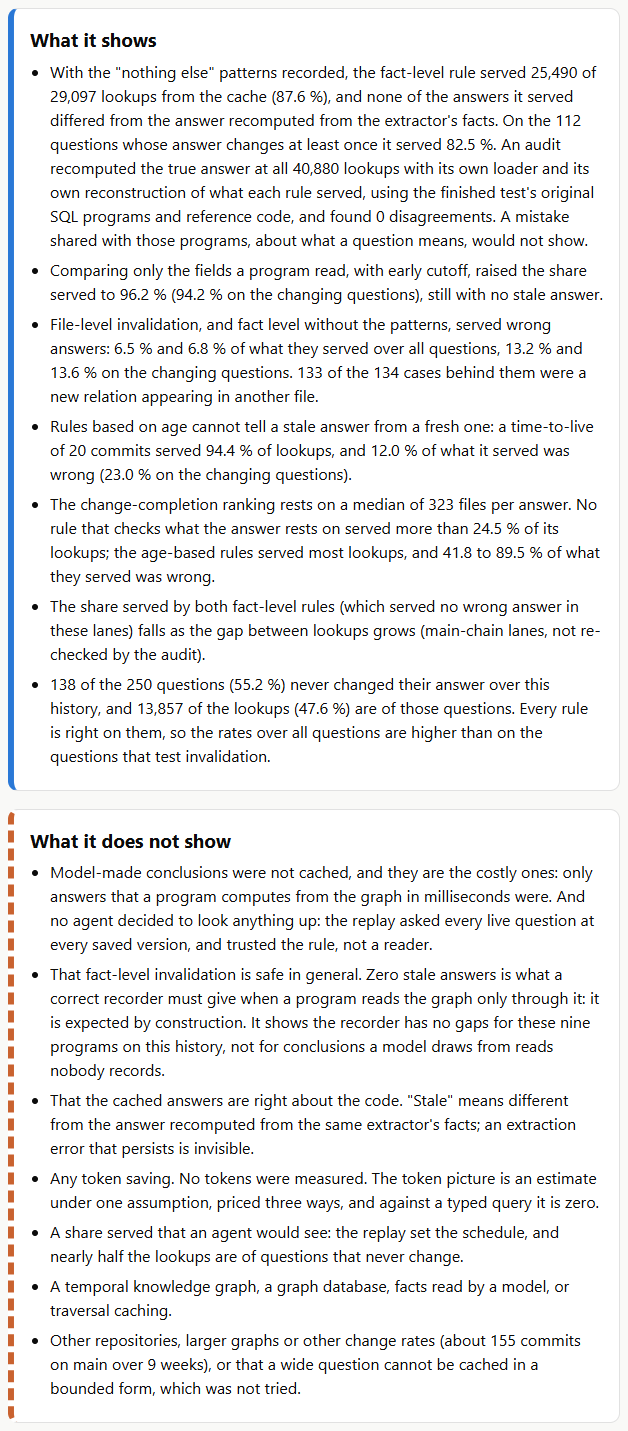 What it shows
• With the "nothing else" patterns recorded, the fact-level rule served 25,490 of
29,097 lookups from the cache (87.6 %), and none of the answers it served
differed from the answer recomputed from the extractor's facts. On the 112
questions whose answer changes at least once it served 82.5 %. An audit
recomputed the true answer at all 40,880 lookups with its own loader and its
own reconstruction of what each rule served, using the finished test's original
SQL programs and reference code, and found 0 disagreements. A mistake
shared with those programs, about what a question means, would not show.
• Comparing only the fields a program read, with early cutoff, raised the share
served to 96.2 % (94.2 % on the changing questions), still with no stale answer.
• File-level invalidation, and fact level without the patterns, served wrong
answers: 6.5 % and 6.8 % of what they served over all questions, 13.2 % and
13.6 % on the changing questions. 133 of the 134 cases behind them were a
new relation appearing in another file.
• Rules based on age cannot tell a stale answer from a fresh one: a time-to-live
of 20 commits served 94.4 % of lookups, and 12.0 % of what it served was
wrong (23.0 % on the changing questions).
• The change-completion ranking rests on a median of 323 files per answer. No
rule that checks what the answer rests on served more than 24.5 % of its
lookups; the age-based rules served most lookups, and 41.8 to 89.5 % of what
they served was wrong.
• The share served by both fact-level rules (which served no wrong answer in
these lanes) falls as the gap between lookups grows (main-chain lanes, not re-
checked by the audit).
• 138 of the 250 questions (55.2 %) never changed their answer over this
history, and 13,857 of the lookups (47.6 %) are of those questions. Every rule
is right on them, so the rates over all questions are higher than on the
questions that test invalidation.
What it does not show
• Model-made conclusions were not cached, and they are the costly ones: only
answers that a program computes from the graph in milliseconds were. And
no agent decided to look anything up: the replay asked every live question at
every saved version, and trusted the rule, not a reader.
• That fact-level invalidation is safe in general. Zero stale answers is what a
correct recorder must give when a program reads the graph only through it: it
is expected by construction. It shows the recorder has no gaps for these nine
programs on this history, not for conclusions a model draws from reads
nobody records.
• That the cached answers are right about the code. "Stale" means different
from the answer recomputed from the same extractor's facts; an extraction
error that persists is invisible.
• Any token saving. No tokens were measured. The token picture is an estimate
under one assumption, priced three ways, and against a typed query it is zero.
• A share served that an agent would see: the replay set the schedule, and
nearly half the lookups are of questions that never change.
• A temporal knowledge graph, a graph database, facts read by a model, or
traversal caching.
• Other repositories, larger graphs or other change rates (about 155 commits
on main over 9 weeks), or that a wide question cannot be cached in a
bounded form, which was not tried.